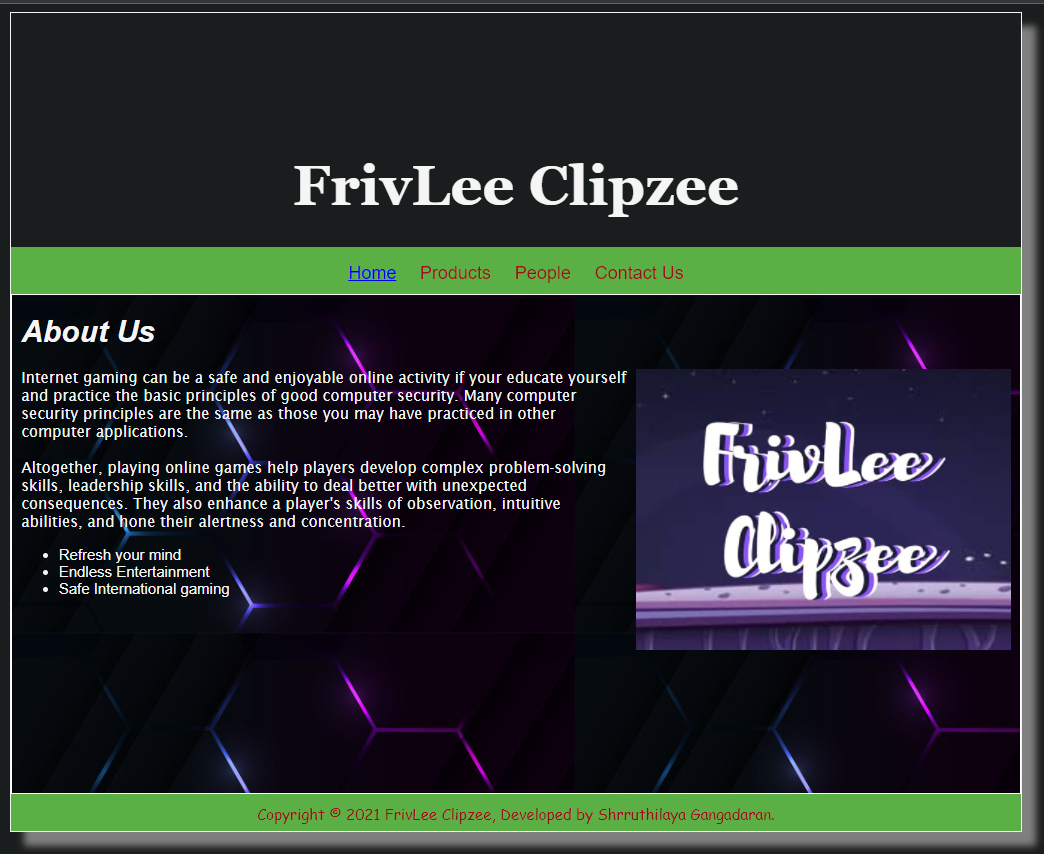 FrivLee Clipzee
Home Products People Contact Us
About Us
Internet gaming can be a safe and enjoyable online activity if your educate yourself
and practice the basic principles of good computer security. Many computer
security principles are the same as those you may have practiced in other
computer applications.
Altogether, playing online games help players develop complex problem-solving
skills, leadership skills, and the ability to deal better with unexpected
consequences. They also enhance a player's skills of observation, intuitive
abilities, and hone their alertness and concentration.
• Refresh your mind
• Endless Entertainment
• Safe International gaming
FrivLee
Clipzee
Copyright © 2021 FrivLee Clipzee, Developed by Shrruthilaya Gangadaran.